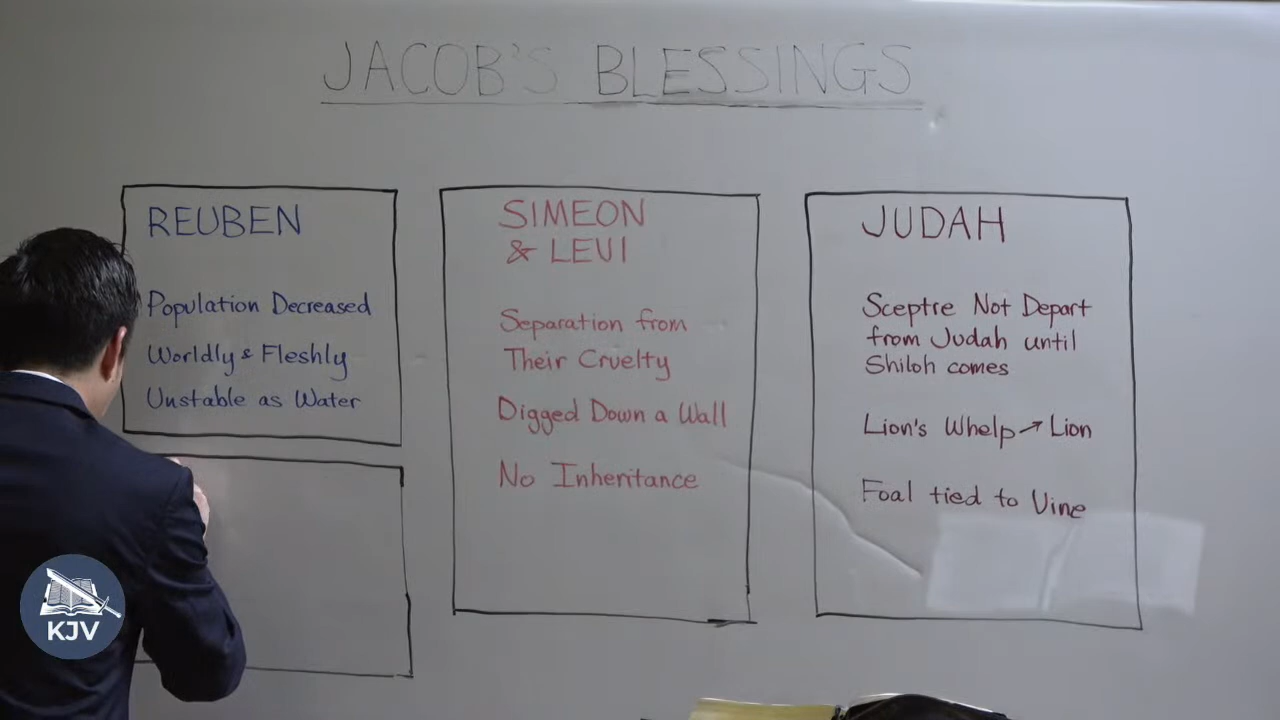 JACOB'S BLESSINGS
REUBEN
Population Decreased
Worldly & Fleshly
Unstable as Water
SIMEON
& LEVI
Separation from
Their Cruelty
Digged Down a Wall
No Inheritance
JUDAH
Sceptre Not Depart
from Judah until
Shiloh comes
Lion's Whelp → Lion
Foal tied to Vine
KJV